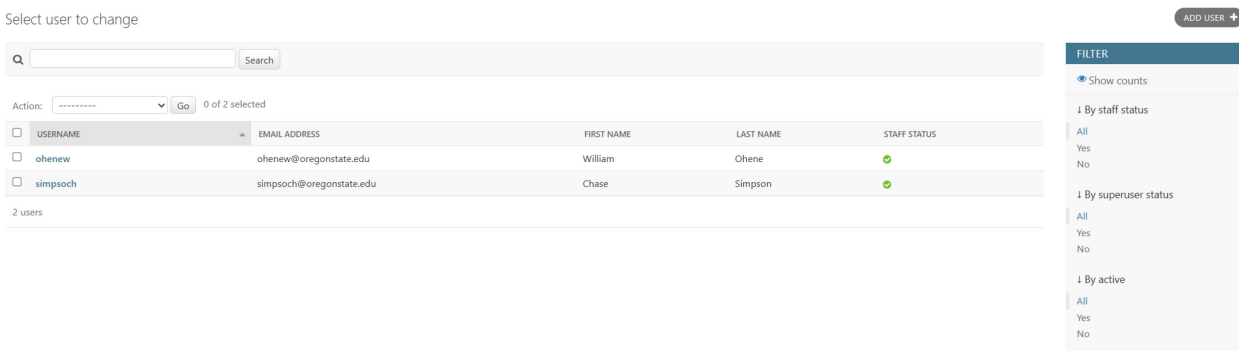 Select user to change
ADD USER +
Search
Action: --------- Go 0 of 2 selected
USERNAME EMAIL ADDRESS FIRST NAME LAST NAME STAFF STATUS
ohenew ohenew@oregonstate.edu William Ohene
simpsoch simpsoch@oregonstate.edu Chase Simpson
2 users
FILTER
Show counts
↓ By staff status
All
Yes
No
↓ By superuser status
All
Yes
No
↓ By active
All
Yes
No